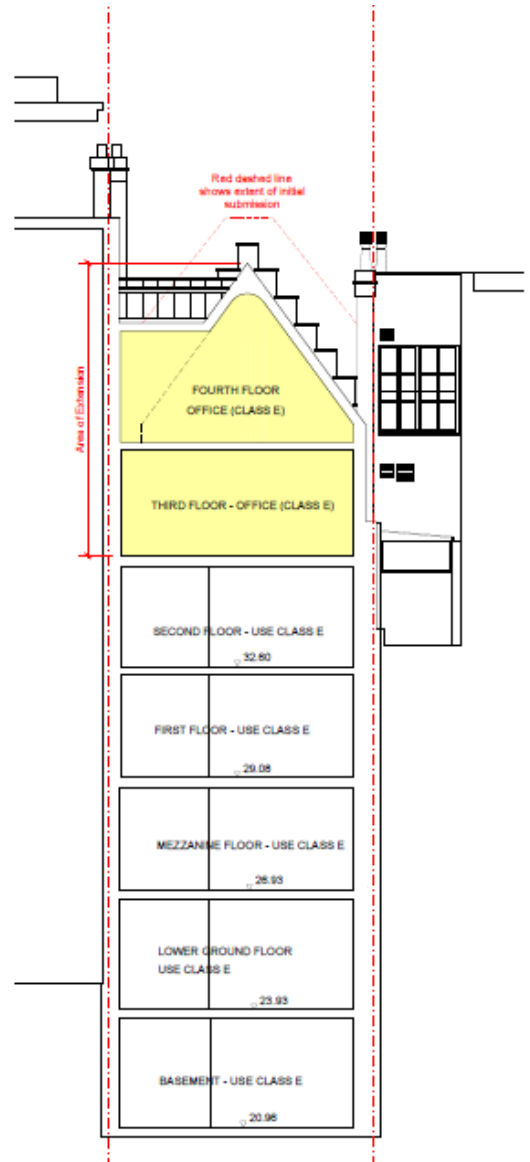 Red dashed line
shows extent of initial
submission
Area of Extension
FOURTH FLOOR
OFFICE (CLASS E)
THIRD FLOOR - OFFICE (CLASS E)
SECOND FLOOR - USE CLASS E
32.60
FIRST FLOOR - USE CLASS E
29.08
MEZZANINE FLOOR - USE CLASS E
26.93
LOWER GROUND FLOOR
USE CLASS E
23.93
BASEMENT - USE CLASS E
20.96